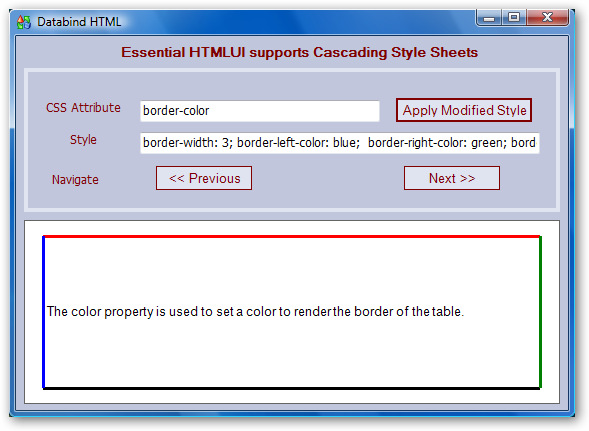 Databind HTML
Essential HTMLUI supports Cascading Style Sheets
CSS Attribute border-color Apply Modified Style
Style border-width: 3; border-left-color: blue;  border-right-color: green; bord
Navigate << Previous Next >>
The color property is used to set a color to render the border of the table.